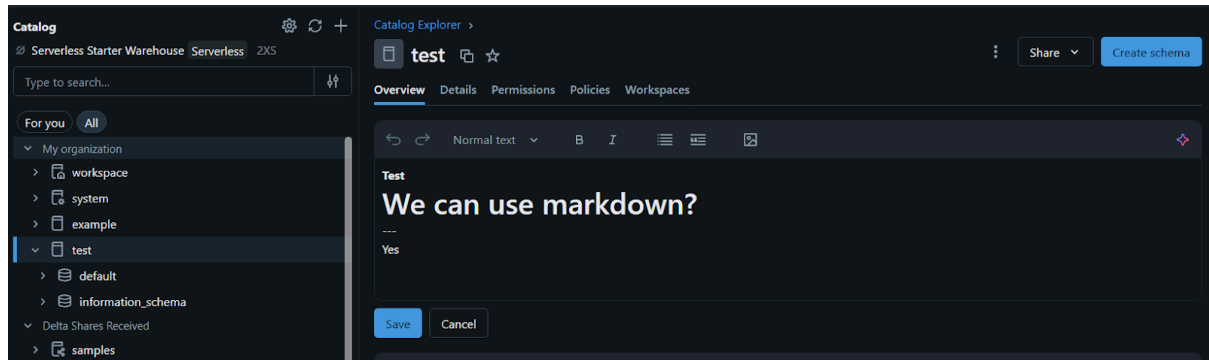 Catalog
Serverless Starter Warehouse Serverless 2XS
Type to search...
For you All
My organization
workspace
system
example
test
default
information_schema
Delta Shares Received
samples
Catalog Explorer
test
Share
Create schema
Overview Details Permissions Policies Workspaces
Normal text B I
Test
We can use markdown?
---
Yes
Save Cancel